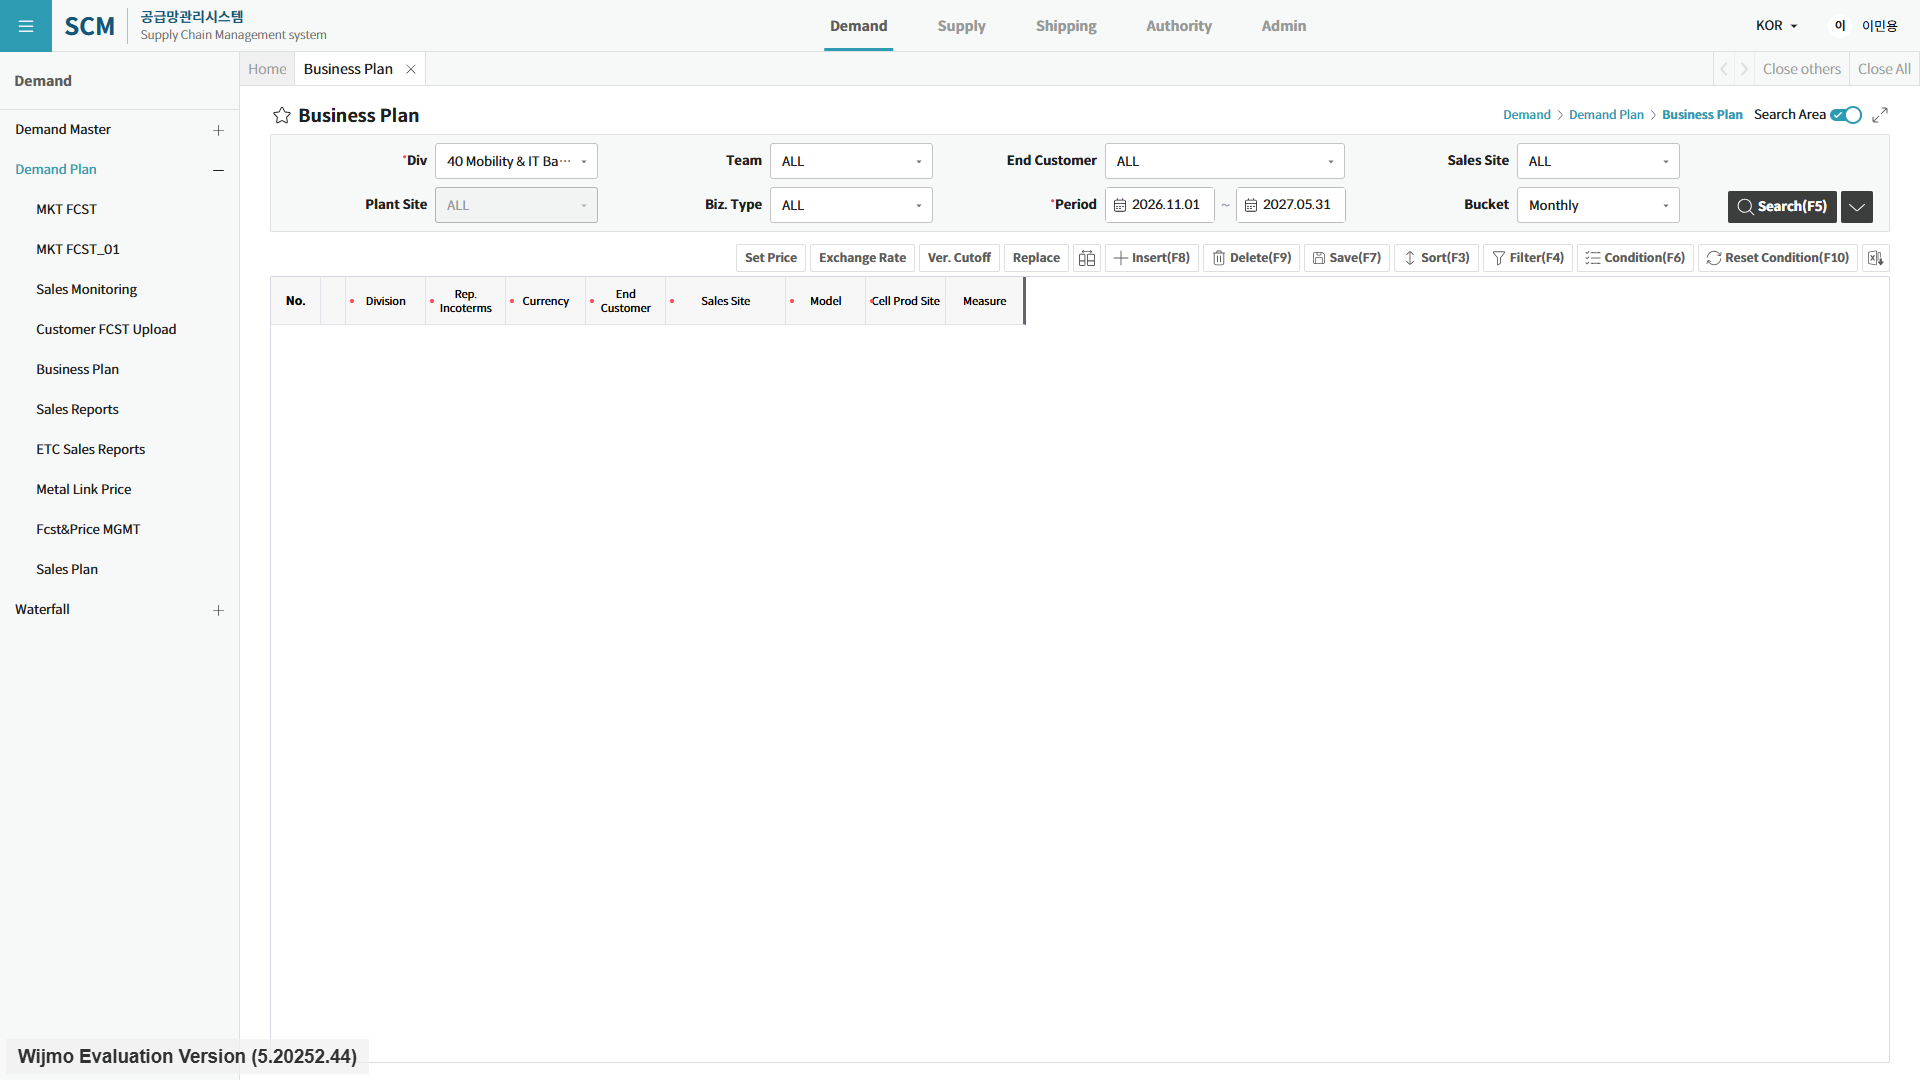 SCM
공급망관리시스템
Supply Chain Management system
Demand
Supply
Shipping
Authority
Admin
KOR
이
이민용
Demand
Home
Business Plan
Close others
Close All
Demand Master
Demand Plan
MKT FCST
MKT FCST_01
Sales Monitoring
Customer FCST Upload
Business Plan
Sales Reports
ETC Sales Reports
Metal Link Price
Fcst&Price MGMT
Sales Plan
Waterfall
Business Plan
Demand > Demand Plan > Business Plan
Search Area
*Div
40 Mobility & IT Ba···
Team
ALL
End Customer
ALL
Sales Site
ALL
Plant Site
ALL
Biz. Type
ALL
*Period
2026.11.01 ~ 2027.05.31
Bucket
Monthly
Search(F5)
Set Price
Exchange Rate
Ver. Cutoff
Replace
Insert(F8)
Delete(F9)
Save(F7)
Sort(F3)
Filter(F4)
Condition(F6)
Reset Condition(F10)
No.
Division
Rep.
Incoterms
Currency
End
Customer
Sales Site
Model
Cell Prod Site
Measure
Wijmo Evaluation Version (5.20252.44)